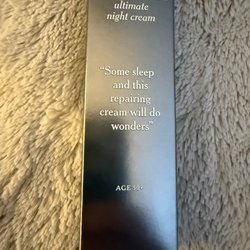 ultimate
night cream
“Some sleep
and this
repairing
cream will do
wonders”
AGE